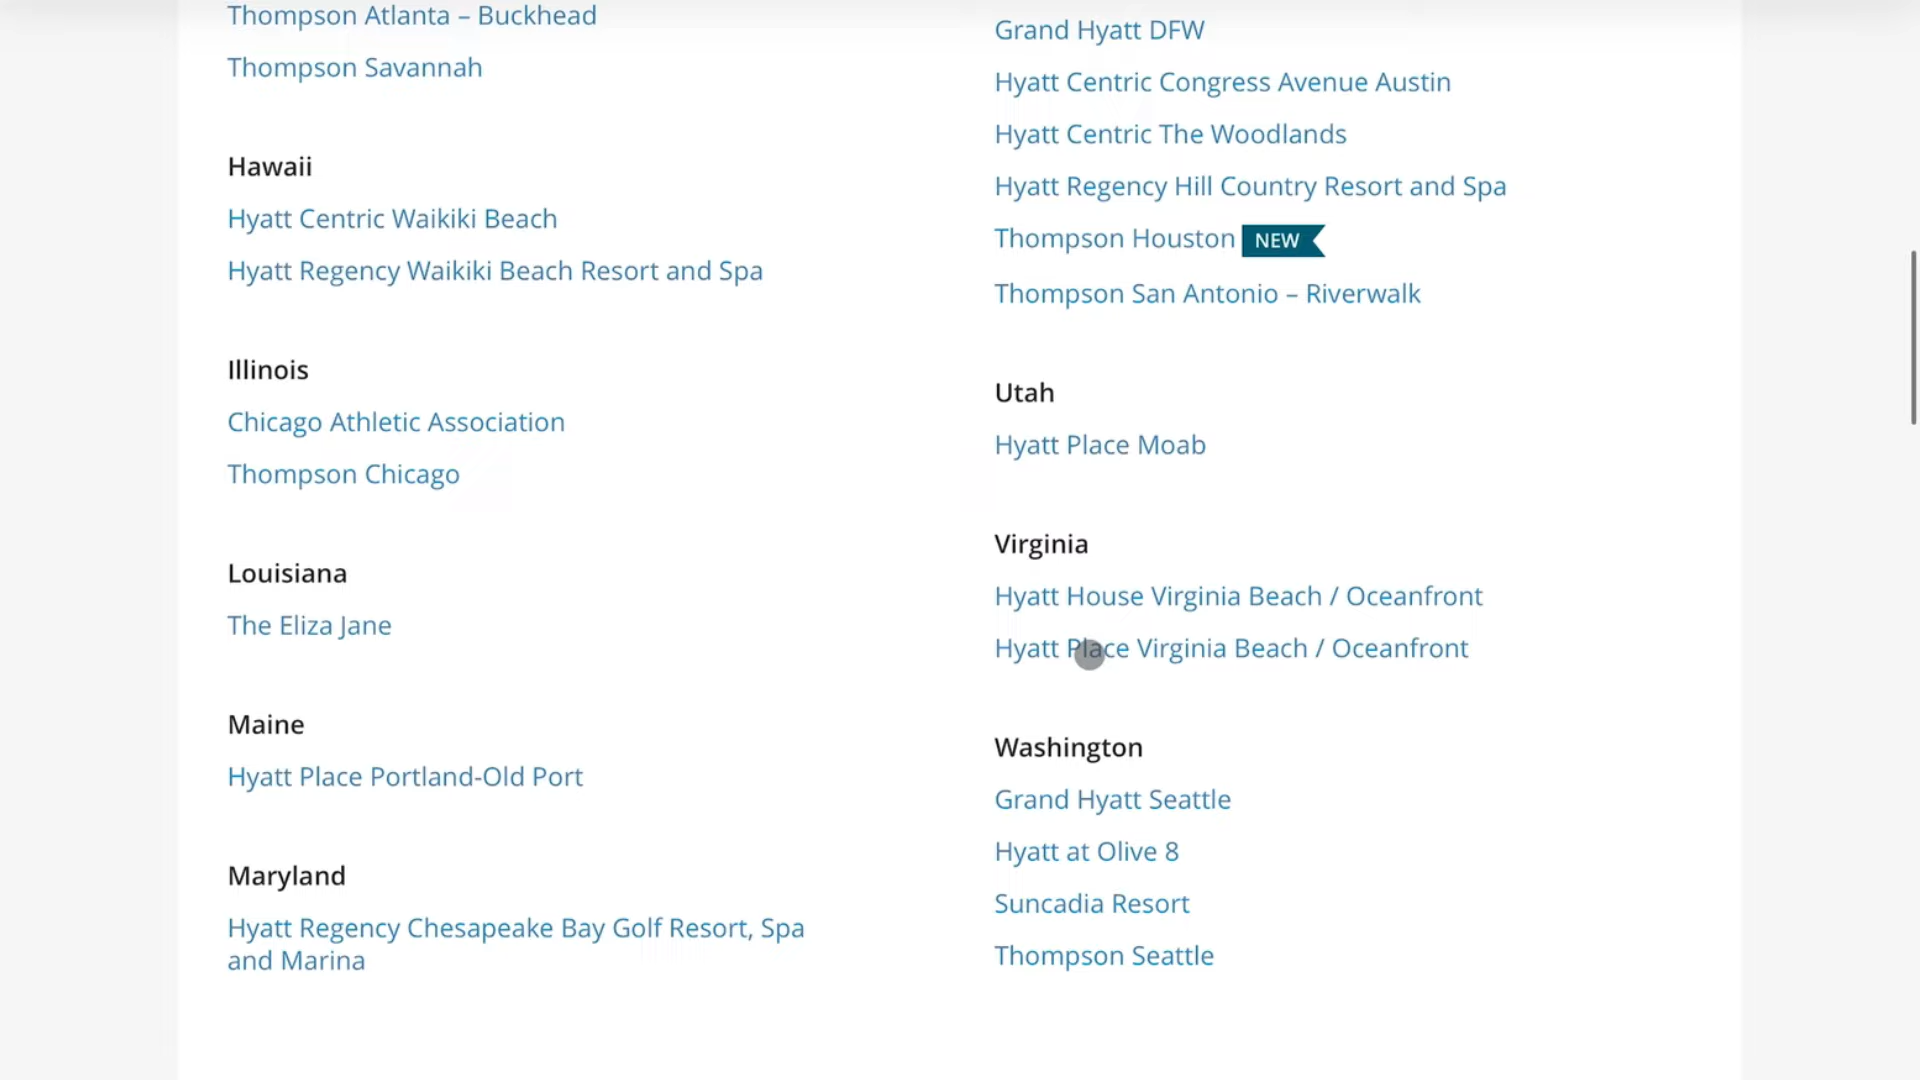 Thompson Atlanta – Buckhead
Thompson Savannah
Hawaii
Hyatt Centric Waikiki Beach
Hyatt Regency Waikiki Beach Resort and Spa
Illinois
Chicago Athletic Association
Thompson Chicago
Louisiana
The Eliza Jane
Maine
Hyatt Place Portland-Old Port
Maryland
Hyatt Regency Chesapeake Bay Golf Resort, Spa
and Marina
Grand Hyatt DFW
Hyatt Centric Congress Avenue Austin
Hyatt Centric The Woodlands
Hyatt Regency Hill Country Resort and Spa
Thompson Houston NEW
Thompson San Antonio – Riverwalk
Utah
Hyatt Place Moab
Virginia
Hyatt House Virginia Beach / Oceanfront
Hyatt Place Virginia Beach / Oceanfront
Washington
Grand Hyatt Seattle
Hyatt at Olive 8
Suncadia Resort
Thompson Seattle